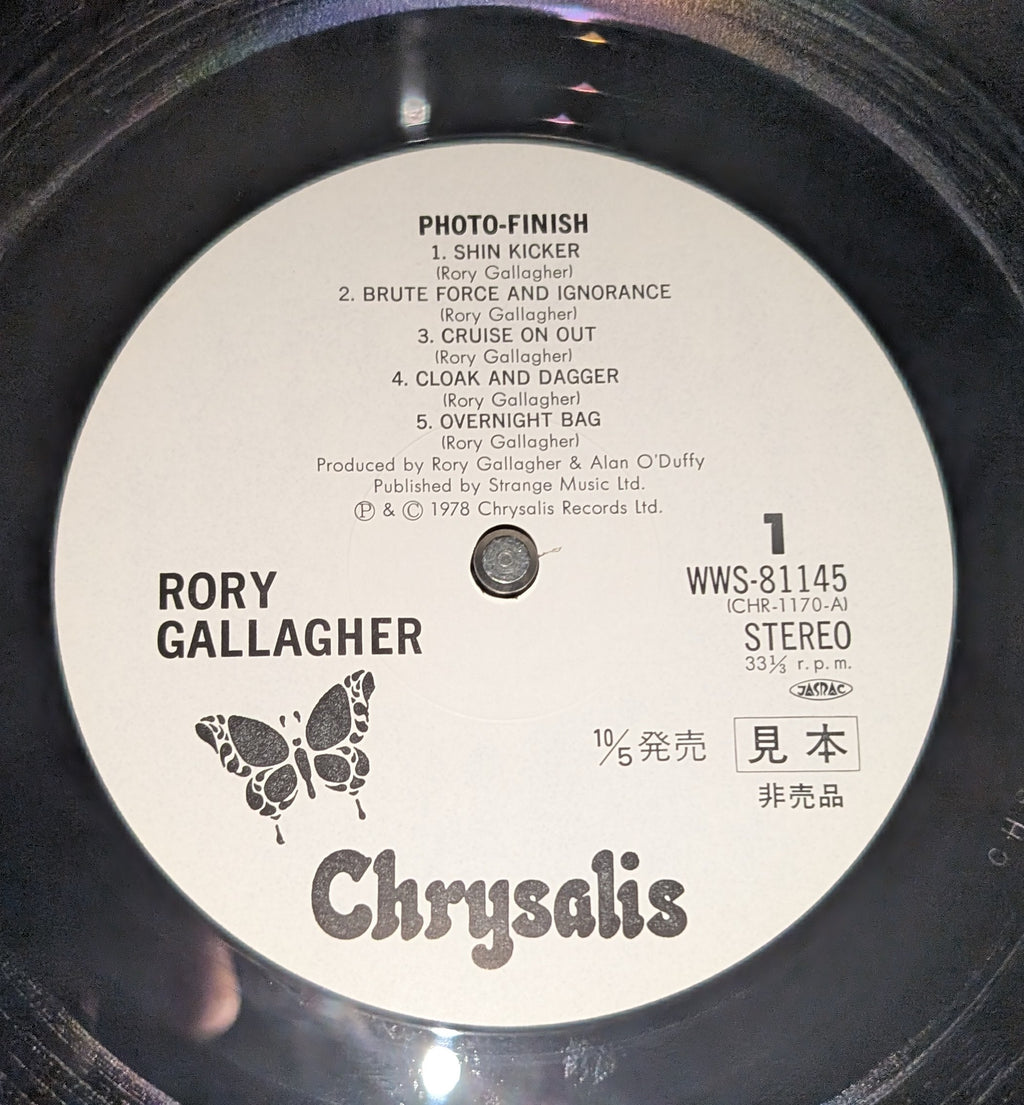 PHOTO-FINISH
1. SHIN KICKER
(Rory Gallagher)
2. BRUTE FORCE AND IGNORANCE
(Rory Gallagher)
3. CRUISE ON OUT
(Rory Gallagher)
4. CLOAK AND DAGGER
(Rory Gallagher)
5. OVERNIGHT BAG
(Rory Gallagher)
Produced by Rory Gallagher & Alan O'Duffy
Published by Strange Music Ltd.
Ⓟ & Ⓒ 1978 Chrysalis Records Ltd.
RORY
GALLAGHER
1
WWS-81145
(CHR-1170-A)
STEREO
33⅓ r.p.m.
JASRAC
10/5 発売
見本
非売品
Chrysalis